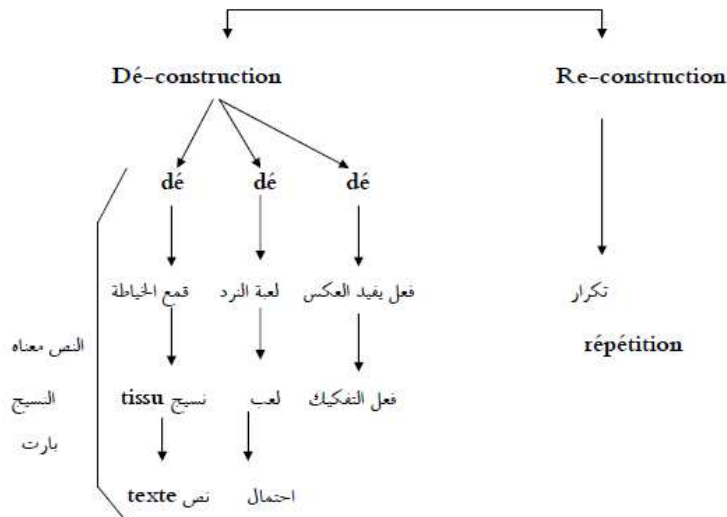 Dé-construction
Re-construction
dé
dé
dé
قمع الخياطة
لعبة النرد
فعل يفيد العكس
تكرار
répétition
النص معناه
النسيج
بارت
نسيج tissu
لعب
فعل التفكيك
نص texte
احتمال